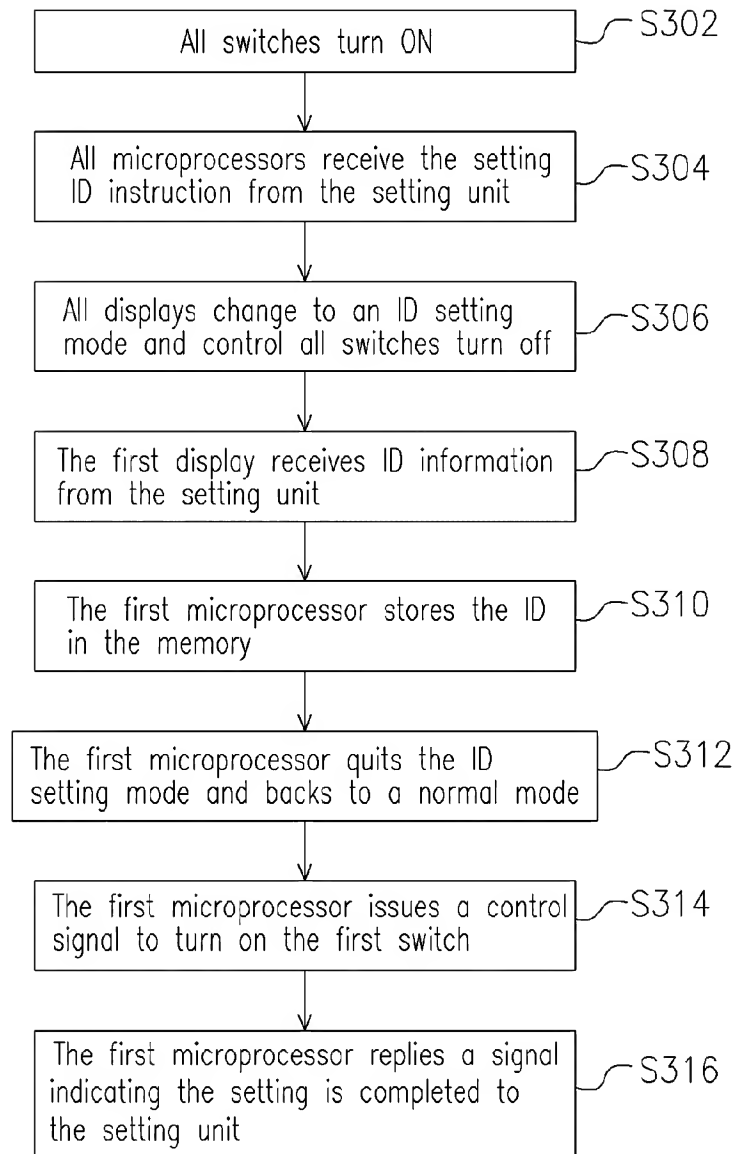 All switches turn ON
S302
All microprocessors receive the setting
ID instruction from the setting unit
S304
All displays change to an ID setting
mode and control all switches turn off
S306
The first display receives ID information
from the setting unit
S308
The first microprocessor stores the ID
in the memory
S310
The first microprocessor quits the ID
setting mode and backs to a normal mode
S312
The first microprocessor issues a control
signal to turn on the first switch
S314
The first microprocessor replies a signal
indicating the setting is completed to
the setting unit
S316